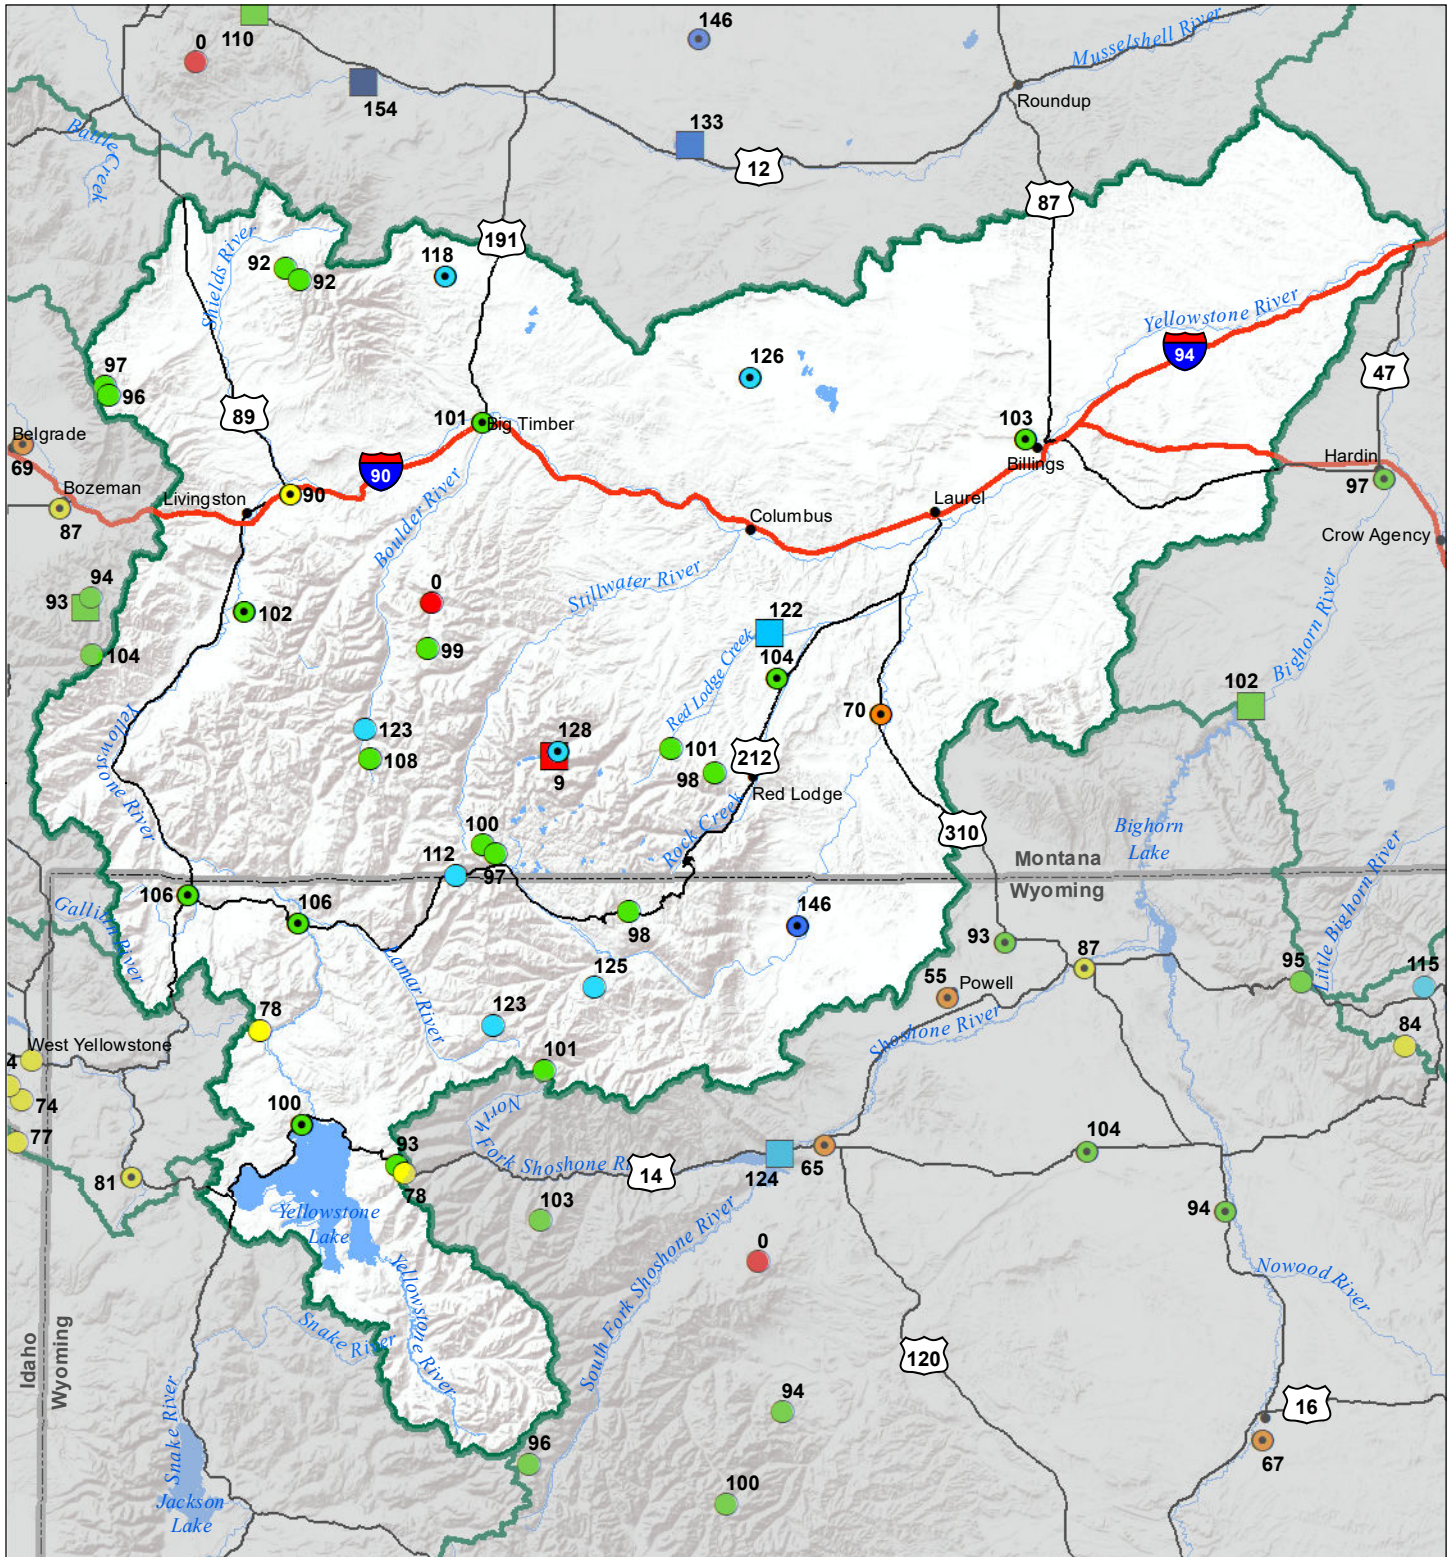 110
0
146
Musselshell River
154
Roundup
Battle Creek
133
12
87
191
Shields River
92
92
118
Yellowstone River
94
126
97
96
47
89
101
Big Timber
103
Belgrade
69
Billings
Hardin
97
90
Bozeman
87
Livingston
90
Laurel
Columbus
Crow Agency
Boulder River
Stillwater River
94
93
0
102
122
99
104
104
Red Lodge Creek
Bighorn River
102
70
Yellowstone River
123
108
128
9
101
98
212
Red Lodge
Rock Creek
310
100
97
112
Bighorn
Lake
Montana
Wyoming
106
106
98
146
Gallatin River
93
87
Little Bighorn River
95
115
125
55
Powell
Lamar River
123
78
Shoshone River
84
West Yellowstone
4
74
101
77
100
North Fork Shoshone R
93
78
14
124
65
104
81
Yellowstone
Lake
103
94
South Fork Shoshone River
0
Nowood River
Yellowstone River
Snake River
Idaho
Wyoming
120
94
16
Snake River
96
67
Jackson
Lake
100